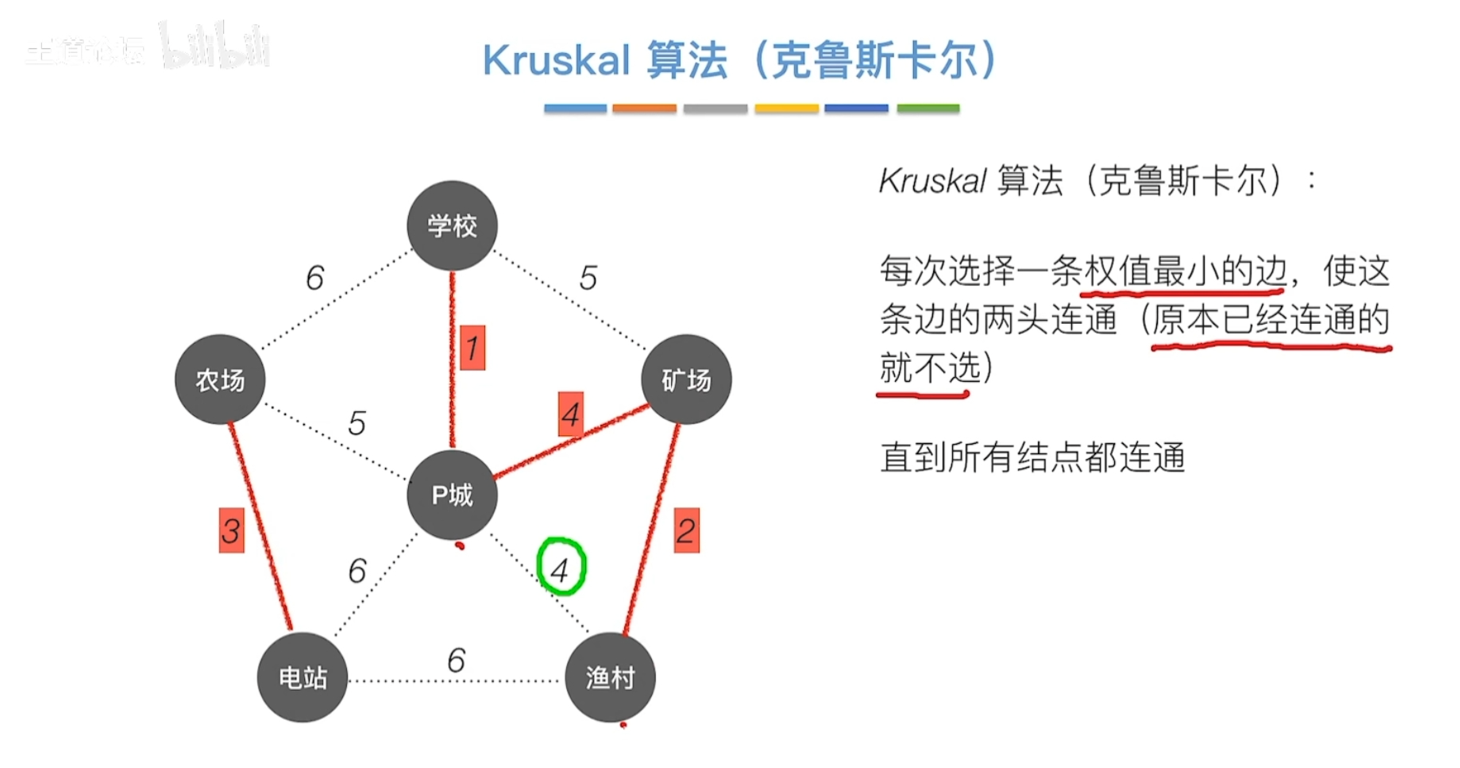 bilibili
Kruskal 算法（克鲁斯卡尔）
Kruskal 算法（克鲁斯卡尔）:
每次选择一条权值最小的边，使这
条边的两头连通（原本已经连通的
就不选）
直到所有结点都连通
学校
6
5
1
农场
矿场
4
5
P城
3
2
6
4
电站
6
渔村